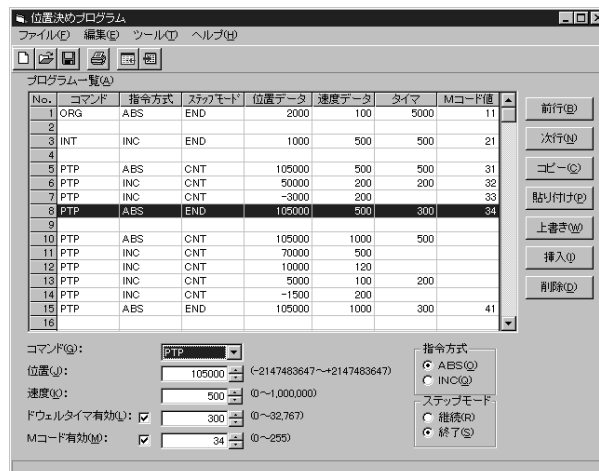 位置決めプログラム
ファイル(F) 編集(E) ツール(T) ヘルプ(H)
プログラム一覧(A)
No. コマンド 指令方式 ステップモード 位置データ 速度データ タイマ Mコード値
1 ORG ABS END 2000 100 5000 11
2
3 INT INC END 1000 500 500 21
4
5 PTP ABS CNT 105000 500 500 31
6 PTP INC CNT 50000 200 200 32
7 PTP INC CNT -3000 200 33
8 PTP ABS END 105000 500 300 34
9
10 PTP ABS CNT 105000 1000 500
11 PTP INC CNT 70000 500
12 PTP INC CNT 10000 120
13 PTP INC CNT 5000 100 200
14 PTP INC CNT -1500 200
15 PTP ABS END 105000 1000 300 41
16
前行(B)
次行(N)
コピー(C)
貼り付け(P)
上書き(W)
挿入(I)
削除(D)
コマンド(G): PTP
位置(J): 105000 (-2147483647~+2147483647)
速度(K): 500 (0~1,000,000)
ドウェルタイマ有効(L): 300 (0~32,767)
Mコード有効(M): 34 (0~255)
指令方式
ABS(O)
INC(Q)
ステップモード
継続(R)
終了(S)